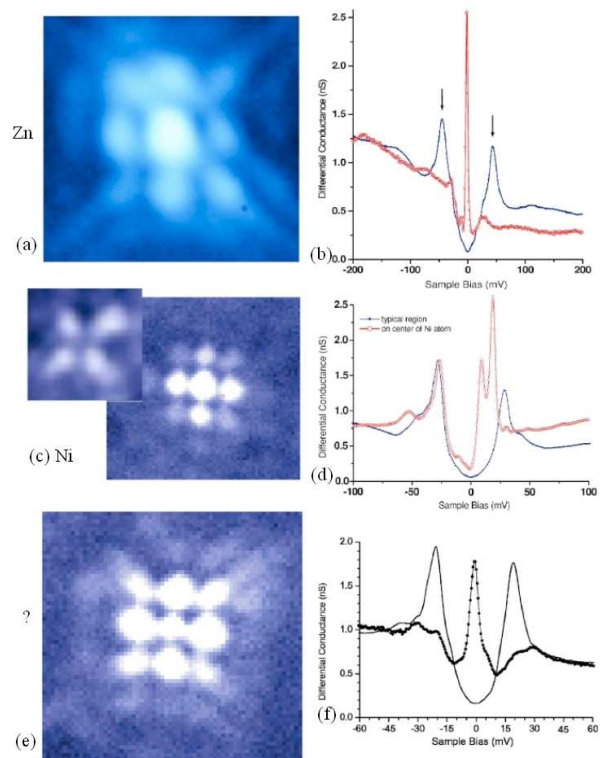 Zn
(a)
2.5
2.0
1.5
1.0
0.5
0.0
Differential Conductance (nS)
-200
-100
0
100
200
Sample Bias (mV)
(b)
(c) Ni
typical region
on center of Ni atom
2.5
2.0
1.5
1.0
0.5
0.0
Differential Conductance (nS)
-100
-50
0
50
100
Sample Bias (mV)
(d)
?
(e)
2.0
1.5
1.0
0.5
0.0
Differential Conductance (nS)
-60
-45
-30
-15
0
15
30
45
60
Sample Bias (mV)
(f)